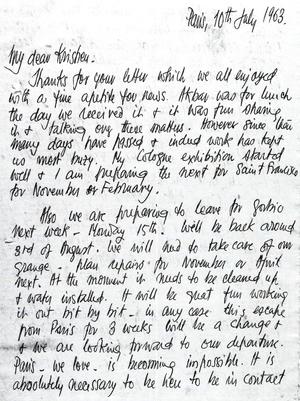 Paris, 10th July 1963.
My dear Krishen.
Thanks for your letter which we all enjoyed
with a fine apetite for news. Akbar was for lunch
the day we received it & it was fun sharing
it & talking over these matters. However since then
many days have passed & indeed work has kept
us most busy. My Cologne exhibition started
well & I am preparing the next for Saint Francisco
for November or February.
Also we are preparing to leave for Gorbio
next week - Monday 15th. Will be back around
3rd of August. We will have to take care of our
grange - plan repairs for November or April
next. At the moment it needs to be cleaned up
& water installed. It will be great fun working
it out bit by bit - in any case this escape
from Paris for 3 weeks will be a change &
& we are looking forward to our departure.
Paris - we love - is becoming impossible. It is
absolutely necessary to be here to be in contact